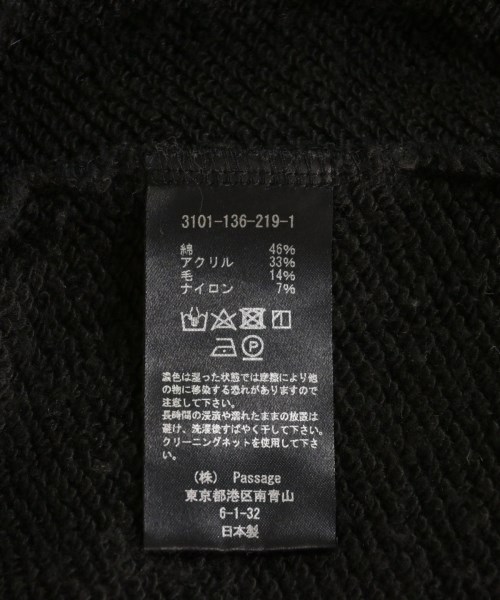 3101-136-219-1
綿 46%
アクリル 33%
毛 14%
ナイロン 7%
濃色は湿った状態では摩擦により他
の物に移染する恐れがありますので
注意して下さい。
長時間の浸漬や濡れたままの放置は
避け、洗濯後すばやく干して下さい。
クリーニングネットを使用して下さ
い。
(株) Passage
東京都港区南青山
6-1-32
日本製